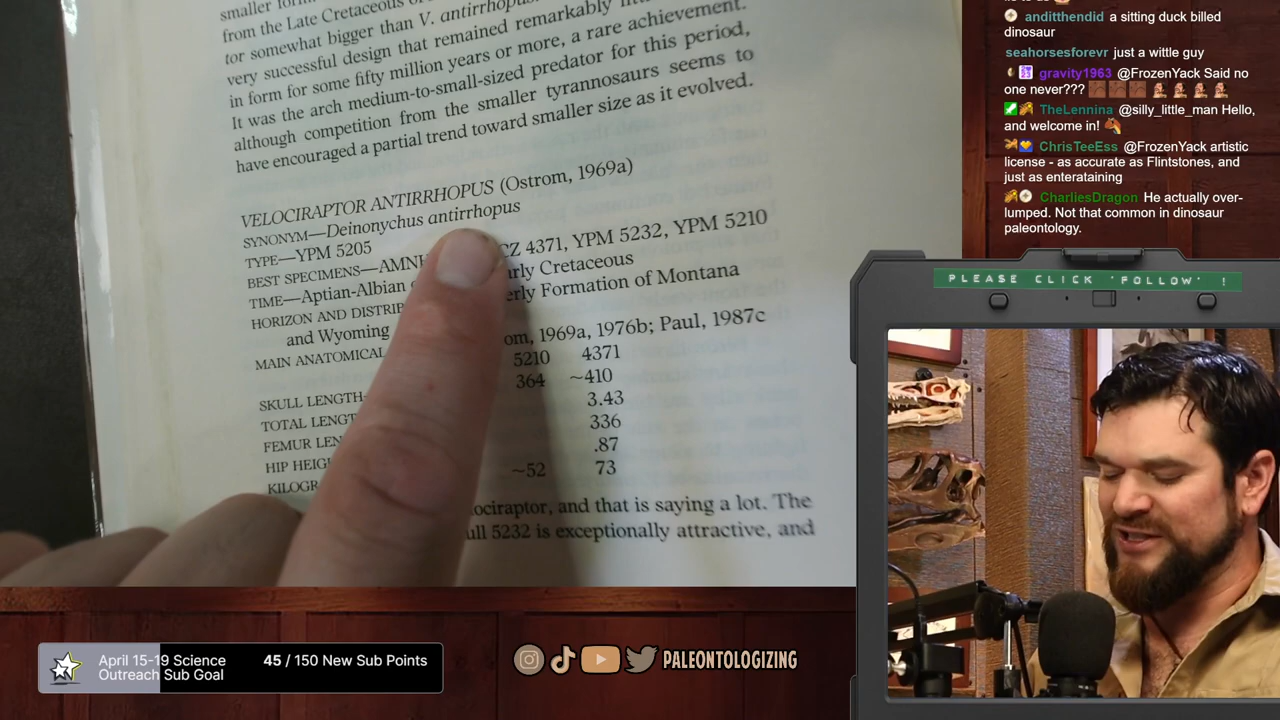 from the Late Cretaceous
tor somewhat bigger than V. antirrhopus.
very successful design that remained remarkably
in form for some fifty million years or more, a rare achievement.
It was the arch medium-to-small-sized predator for this period,
although competition from the smaller tyrannosaurs seems to
have encouraged a partial trend toward smaller size as it evolved.
VELOCIRAPTOR ANTIRRHOPUS (Ostrom, 1969a)
SYNONYM—Deinonychus antirrhopus
TYPE—YPM 5205
BEST SPECIMENS—AMNH CZ 4371, YPM 5232, YPM 5210
TIME—Aptian-Albian Early Cretaceous
HORIZON AND DISTRIB erly Formation of Montana
and Wyoming
MAIN ANATOMICAL om, 1969a, 1976b; Paul, 1987c
5210 4371
SKULL LENGTH 364 ~410
TOTAL LENGTH 3.43
FEMUR LEN 336
HIP HEIGH .87
KILOGR ~52 73
lociraptor, and that is saying a lot. The
ull 5232 is exceptionally attractive, and
anditthendid a sitting duck billed
dinosaur
seahorsesforevr just a wittle guy
gravity1963 @FrozenYack Said no
one never???
TheLennina @silly_little_man Hello,
and welcome in!
ChrisTeeEss @FrozenYack artistic
license - as accurate as Flintstones, and
just as enterataining
CharliesDragon He actually over-
lumped. Not that common in dinosaur
paleontology.
PLEASE CLICK 'FOLLOW' !
April 15-19 Science
Outreach Sub Goal
45 / 150 New Sub Points
PALEONTOLOGIZING